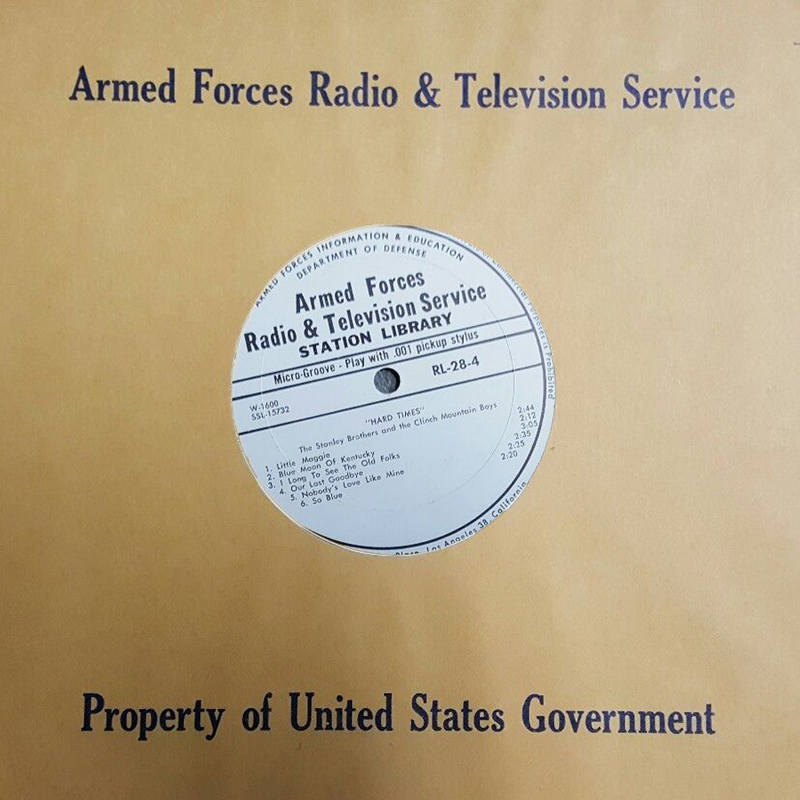 Armed Forces Radio & Television Service
ARMED FORCES INFORMATION & EDUCATION
DEPARTMENT OF DEFENSE
Armed Forces
Radio & Television Service
STATION LIBRARY
Micro-Groove - Play with .001 pickup stylus
W-1600
SSL-15732
RL-28-4
"HARD TIMES"
The Stanley Brothers and the Clinch Mountain Boys
1. Little Maggie 2:44
2. Blue Moon Of Kentucky 2:12
3. I Long To See The Old Folks 3:05
4. Our Last Goodbye 2:35
5. Nobody's Love Like Mine 2:25
6. So Blue 2:20
Commercial Purposes is Prohibited
Los Angeles 38, California
Property of United States Government